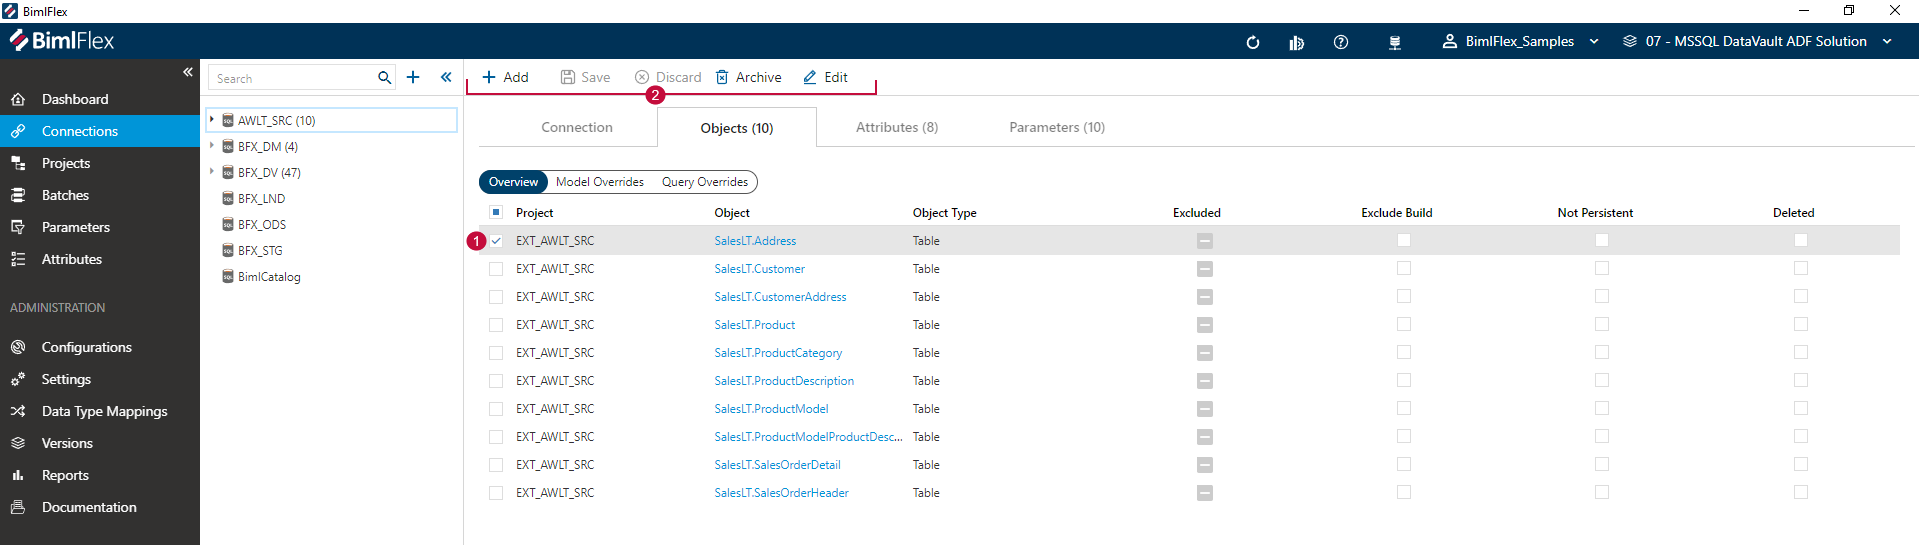 BimlFlex
BimlFlex
BimlFlex_Samples
07 - MSSQL DataVault ADF Solution
Dashboard
Connections
Projects
Batches
Parameters
Attributes
ADMINISTRATION
Configurations
Settings
Data Type Mappings
Versions
Reports
Documentation
Search
AWLT_SRC (10)
BFX_DM (4)
BFX_DV (47)
BFX_LND
BFX_ODS
BFX_STG
BimlCatalog
Add Save Discard Archive Edit
2
Connection Objects (10) Attributes (8) Parameters (10)
Overview Model Overrides Query Overrides
Project Object Object Type Excluded Exclude Build Not Persistent Deleted
1 EXT_AWLT_SRC SalesLT.Address Table
EXT_AWLT_SRC SalesLT.Customer Table
EXT_AWLT_SRC SalesLT.CustomerAddress Table
EXT_AWLT_SRC SalesLT.Product Table
EXT_AWLT_SRC SalesLT.ProductCategory Table
EXT_AWLT_SRC SalesLT.ProductDescription Table
EXT_AWLT_SRC SalesLT.ProductModel Table
EXT_AWLT_SRC SalesLT.ProductModelProductDesc... Table
EXT_AWLT_SRC SalesLT.SalesOrderDetail Table
EXT_AWLT_SRC SalesLT.SalesOrderHeader Table